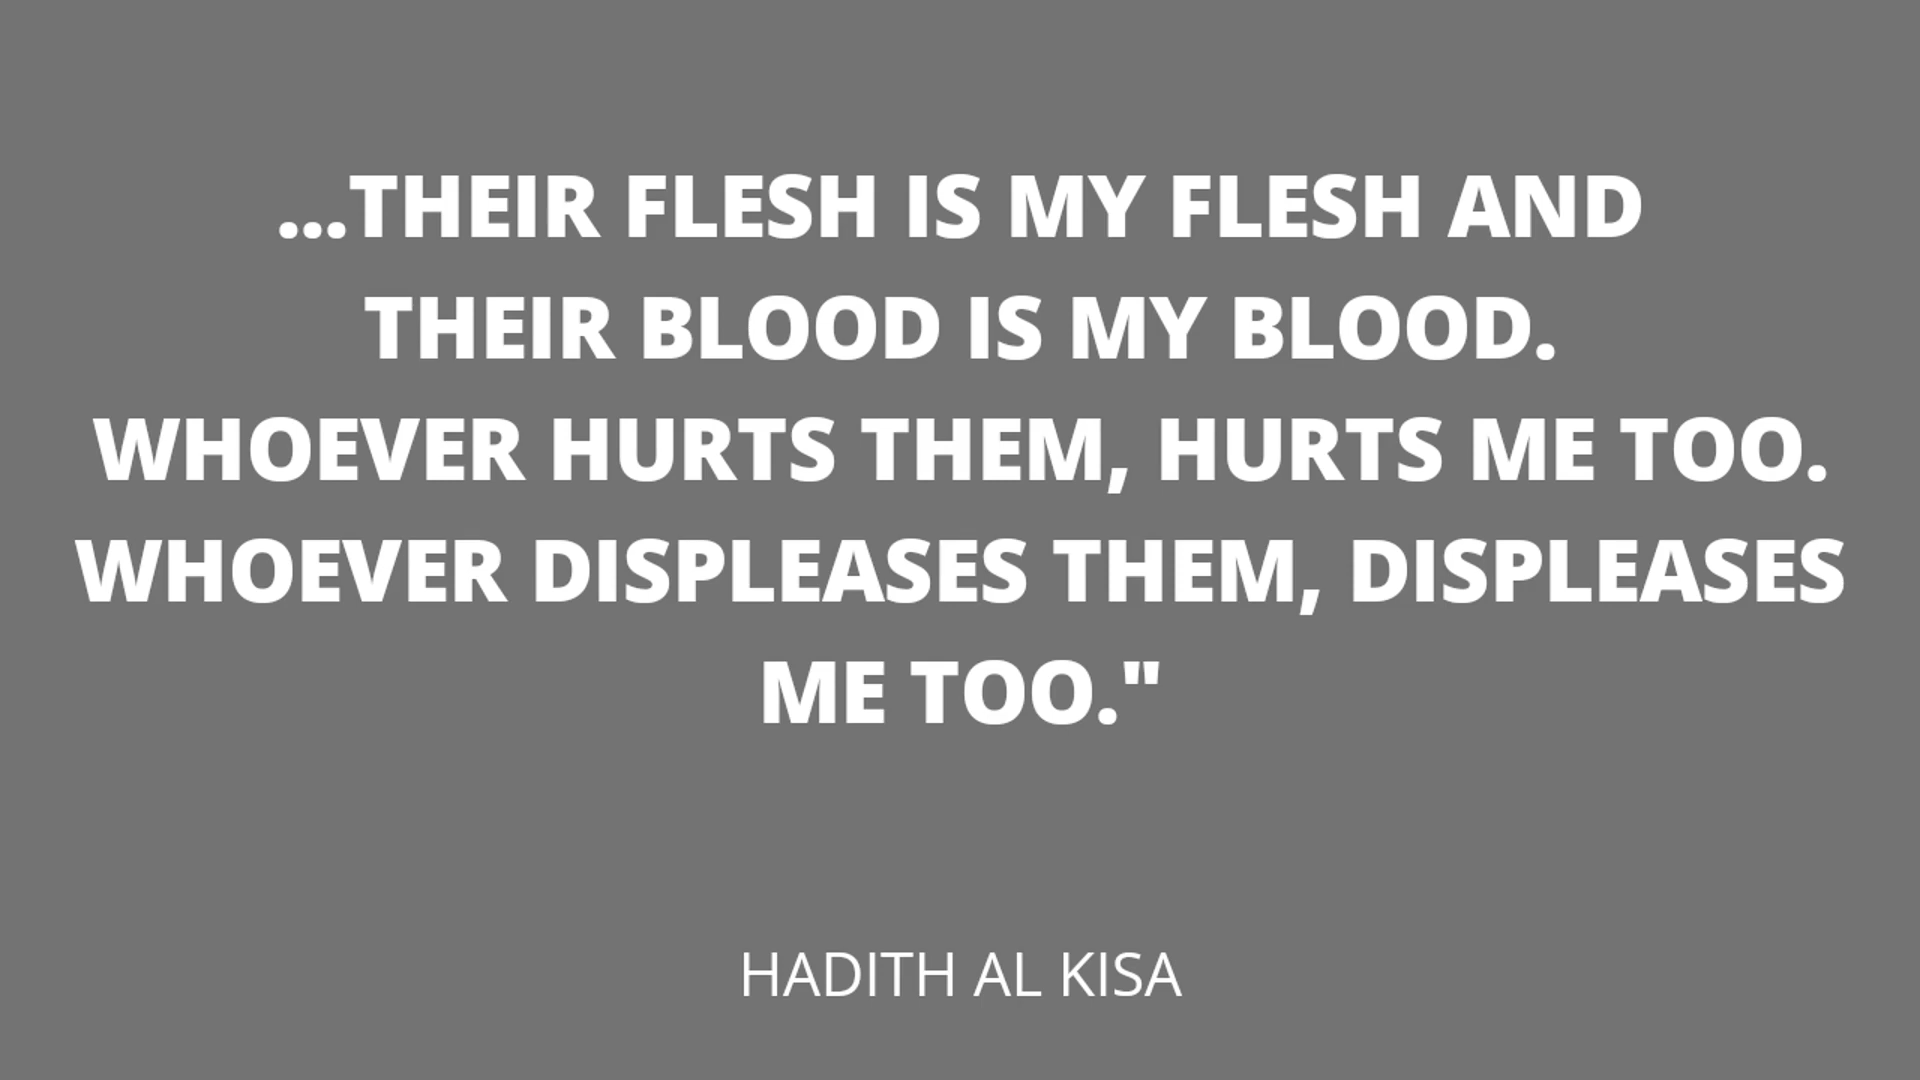 ...THEIR FLESH IS MY FLESH AND
THEIR BLOOD IS MY BLOOD.
WHOEVER HURTS THEM, HURTS ME TOO.
WHOEVER DISPLEASES THEM, DISPLEASES
ME TOO."
HADITH AL KISA